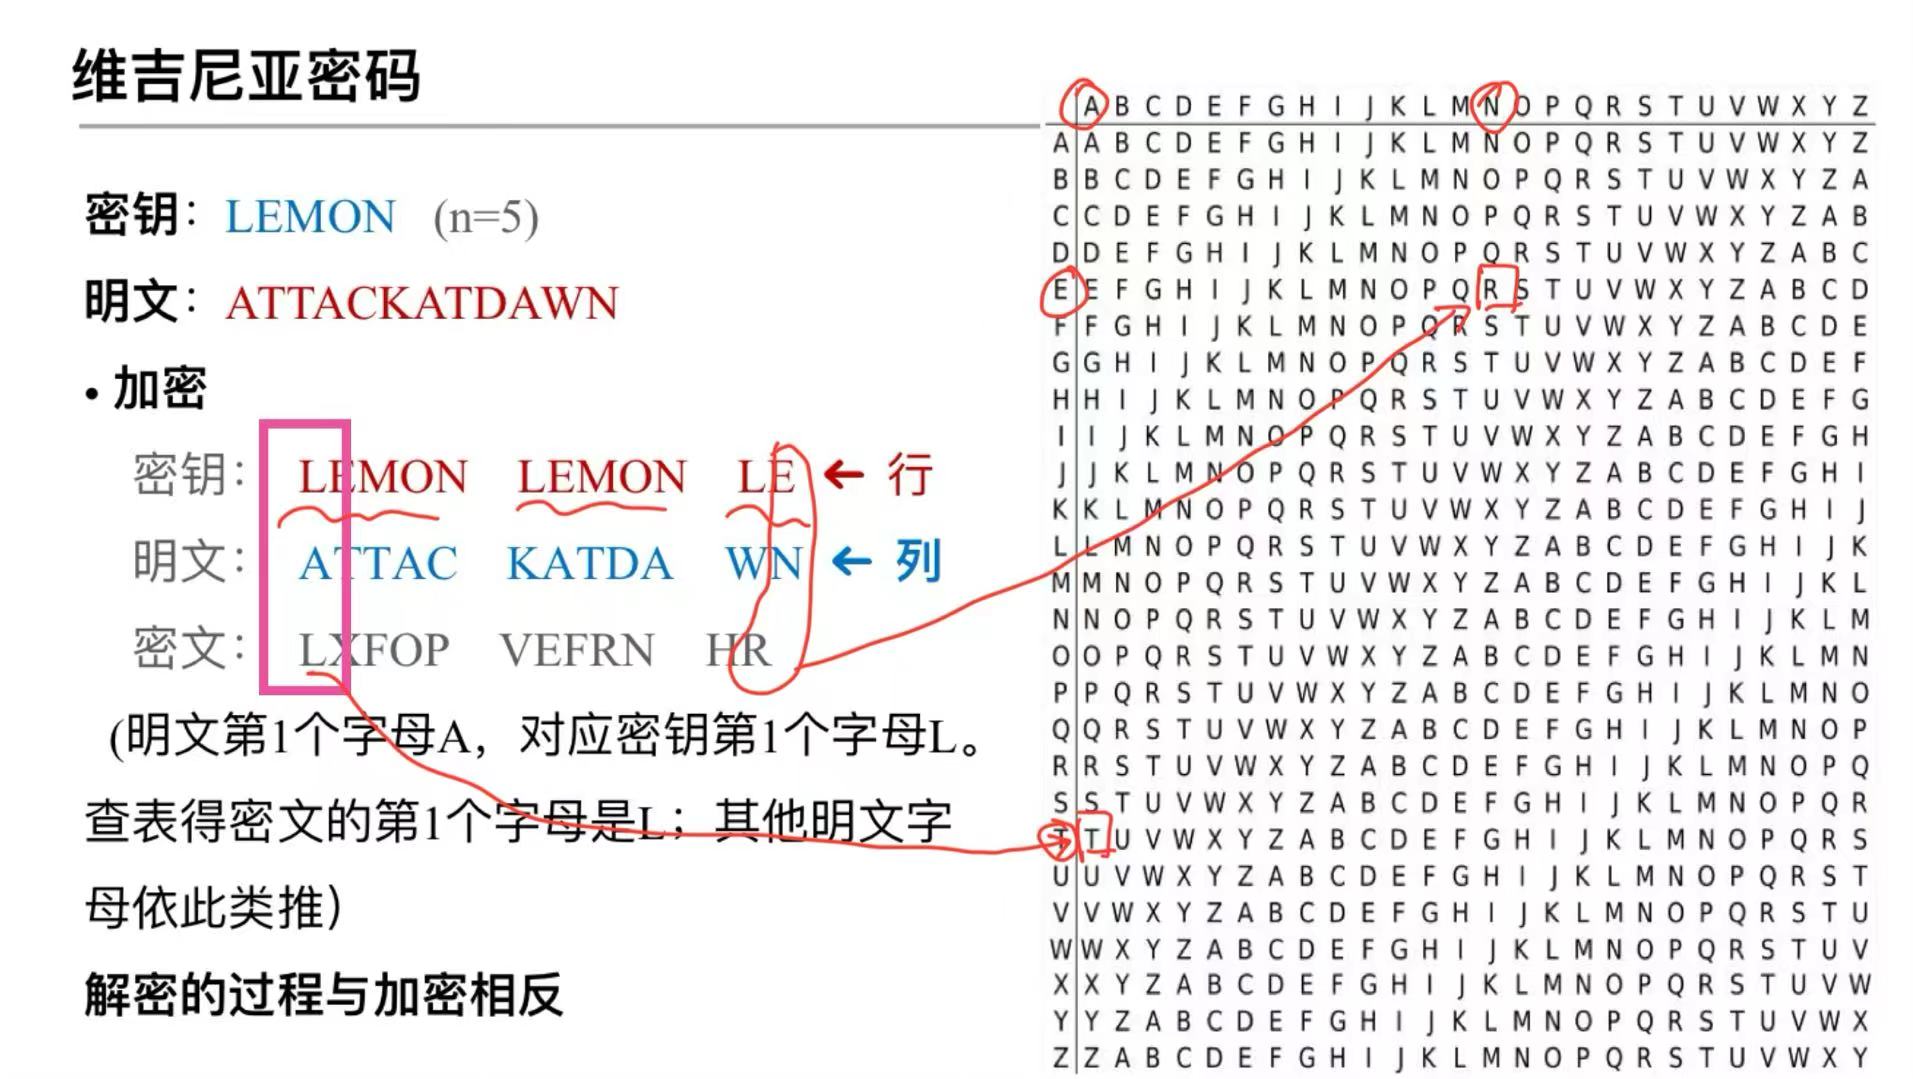 维吉尼亚密码
密钥：LEMON (n=5)
明文：ATTACKATDAWN
• 加密
密钥： LEMON LEMON LE ← 行
明文： ATTAC KATDA WN ← 列
密文： LXFOP VEFRN HR
(明文第1个字母A，对应密钥第1个字母L。
查表得密文的第1个字母是L；其他明文字
母依此类推）
解密的过程与加密相反
A B C D E F G H I J K L M N O P Q R S T U V W X Y Z
A A B C D E F G H I J K L M N O P Q R S T U V W X Y Z
B B C D E F G H I J K L M N O P Q R S T U V W X Y Z A
C C D E F G H I J K L M N O P Q R S T U V W X Y Z A B
D D E F G H I J K L M N O P Q R S T U V W X Y Z A B C
E E F G H I J K L M N O P Q R S T U V W X Y Z A B C D
F F G H I J K L M N O P Q R S T U V W X Y Z A B C D E
G G H I J K L M N O P Q R S T U V W X Y Z A B C D E F
H H I J K L M N O P Q R S T U V W X Y Z A B C D E F G
I I J K L M N O P Q R S T U V W X Y Z A B C D E F G H
J J K L M N O P Q R S T U V W X Y Z A B C D E F G H I
K K L M N O P Q R S T U V W X Y Z A B C D E F G H I J
L L M N O P Q R S T U V W X Y Z A B C D E F G H I J K
M M N O P Q R S T U V W X Y Z A B C D E F G H I J K L
N N O P Q R S T U V W X Y Z A B C D E F G H I J K L M
O O P Q R S T U V W X Y Z A B C D E F G H I J K L M N
P P Q R S T U V W X Y Z A B C D E F G H I J K L M N O
Q Q R S T U V W X Y Z A B C D E F G H I J K L M N O P
R R S T U V W X Y Z A B C D E F G H I J K L M N O P Q
S S T U V W X Y Z A B C D E F G H I J K L M N O P Q R
T T U V W X Y Z A B C D E F G H I J K L M N O P Q R S
U U V W X Y Z A B C D E F G H I J K L M N O P Q R S T
V V W X Y Z A B C D E F G H I J K L M N O P Q R S T U
W W X Y Z A B C D E F G H I J K L M N O P Q R S T U V
X X Y Z A B C D E F G H I J K L M N O P Q R S T U V W
Y Y Z A B C D E F G H I J K L M N O P Q R S T U V W X
Z Z A B C D E F G H I J K L M N O P Q R S T U V W X Y